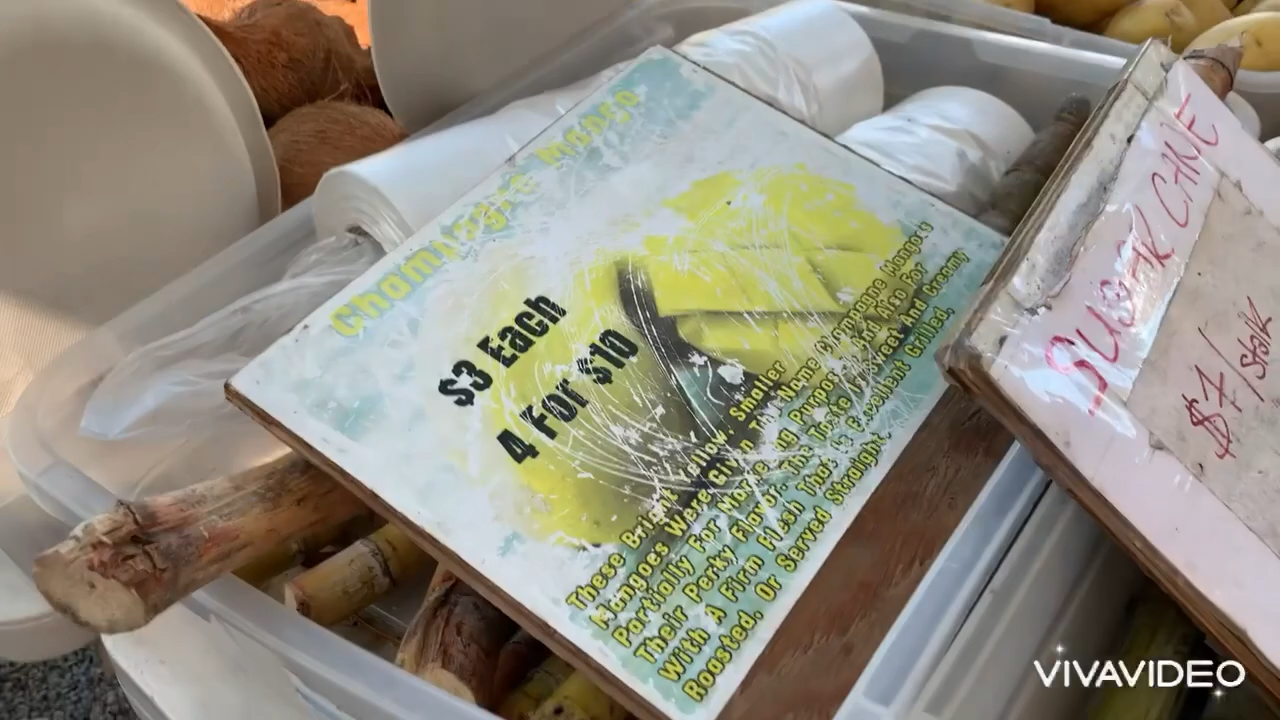 Champagne Mango
$3 Each
4 For $10
These Bright Yellow, Smaller
Mangoes Were Given The Name Champagne Mangoes
Partially For Marketing Purposes And Also For
Their Perky Flavor. The Taste Is Sweet And Creamy
With A Firm Flesh That Is Excellent Grilled,
Roasted, Or Served Straight.
SUGAR CANE
$7/Stalk
VIVAVIDEO